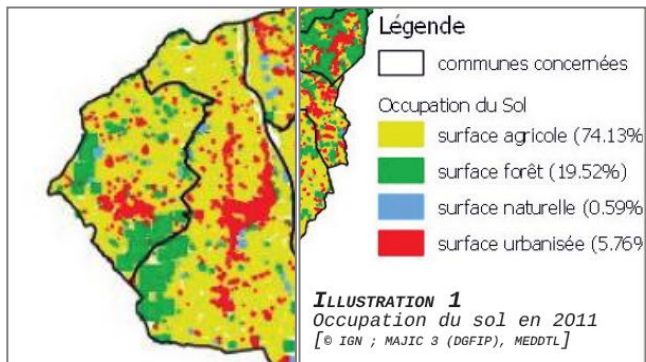 Légende
communes concernées
Occupation du Sol
surface agricole (74.13%
surface forêt (19.52%)
surface naturelle (0.59%
surface urbanisée (5.76%
ILLUSTRATION 1
Occupation du sol en 2011
[© IGN ; MAJIC 3 (DGFIP), MEDDTL]